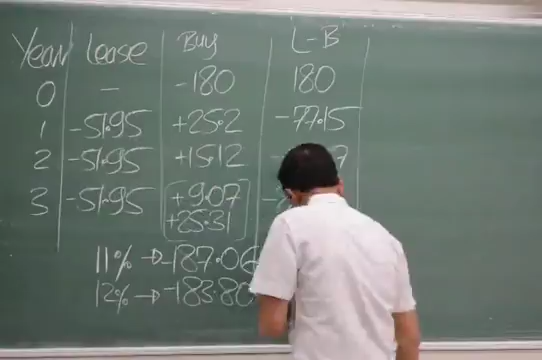 Year Lease Buy L-B
0 - -180 180
1 -51.95 +25.2 -77.15
2 -51.95 +15.12
3 -51.95 +9.07
+25.31
11% → -187.06
12% → -183.80